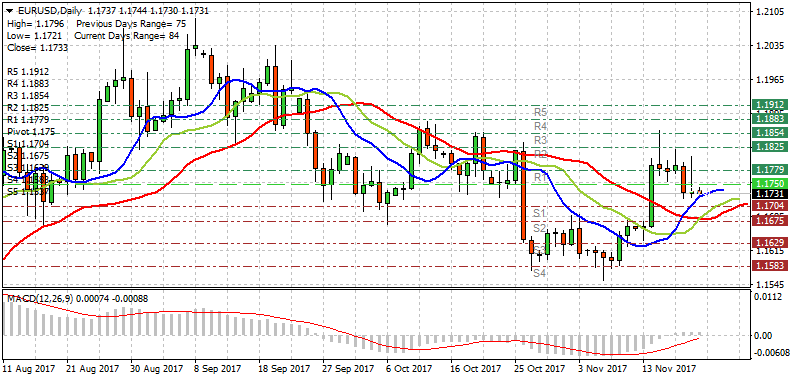 EURUSD,Daily 1.1737 1.1744 1.1730 1.1731
High= 1.1796 Previous Days Range= 75
Low= 1.1721 Current Days Range= 84
Close= 1.1733
R5 1.1912
R4 1.1883
R3 1.1854
R2 1.1825
R1 1.1779
Pivot 1.175
S1 1.1704
S2 1.1675
S3
S4
S5
R5
R4
R3
R2
R1
S1
S2
S3
S4
1.2105
1.2035
1.1965
1.1912
1.1883
1.1854
1.1825
1.1779
1.1750
1.1731
1.1704
1.1675
1.1629
1.1615
1.1583
1.1545
MACD(12,26,9) 0.00074 -0.00088
0.0112
0.00
-0.00608
11 Aug 2017
21 Aug 2017
30 Aug 2017
8 Sep 2017
18 Sep 2017
27 Sep 2017
6 Oct 2017
16 Oct 2017
25 Oct 2017
3 Nov 2017
13 Nov 2017